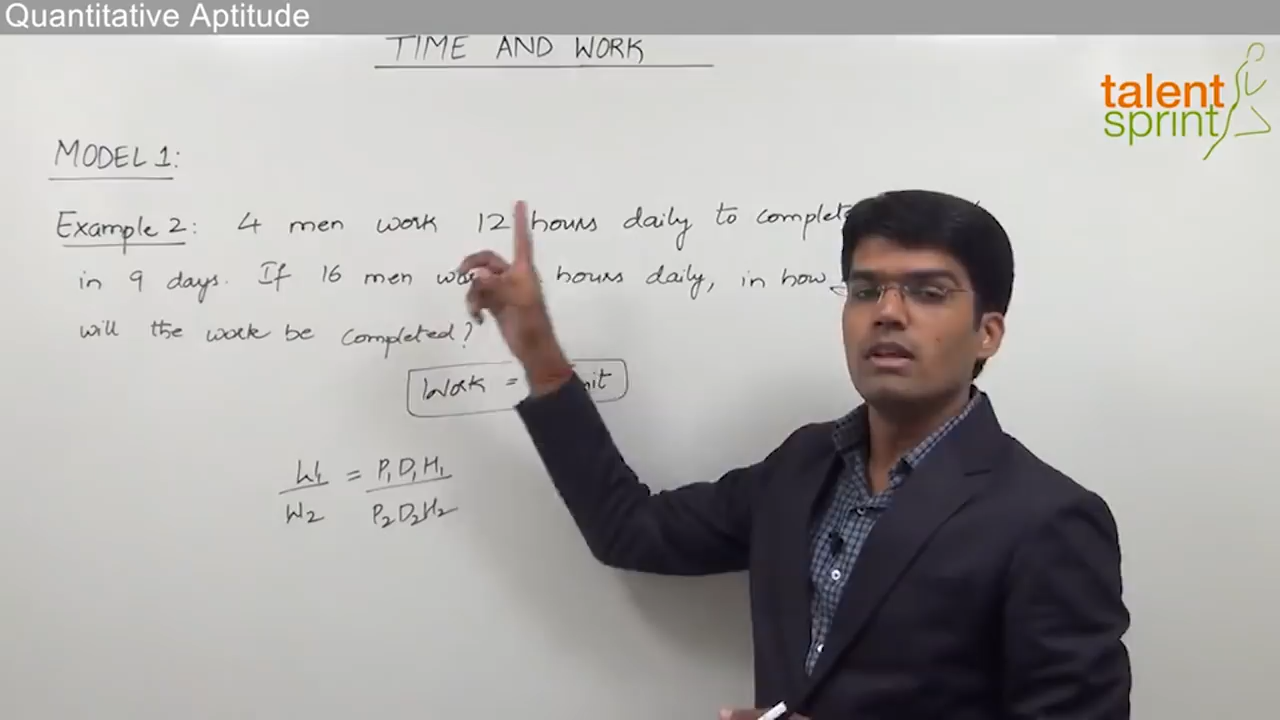 Quantitative Aptitude
TIME AND WORK
talent
sprint
MODEL 1:
Example 2: 4 men work 12 hours daily to
in 9 days. If 16 men hours daily, in how
will the work be completed?
Work =
W1/W2 = P1D1H1/P2D2H2